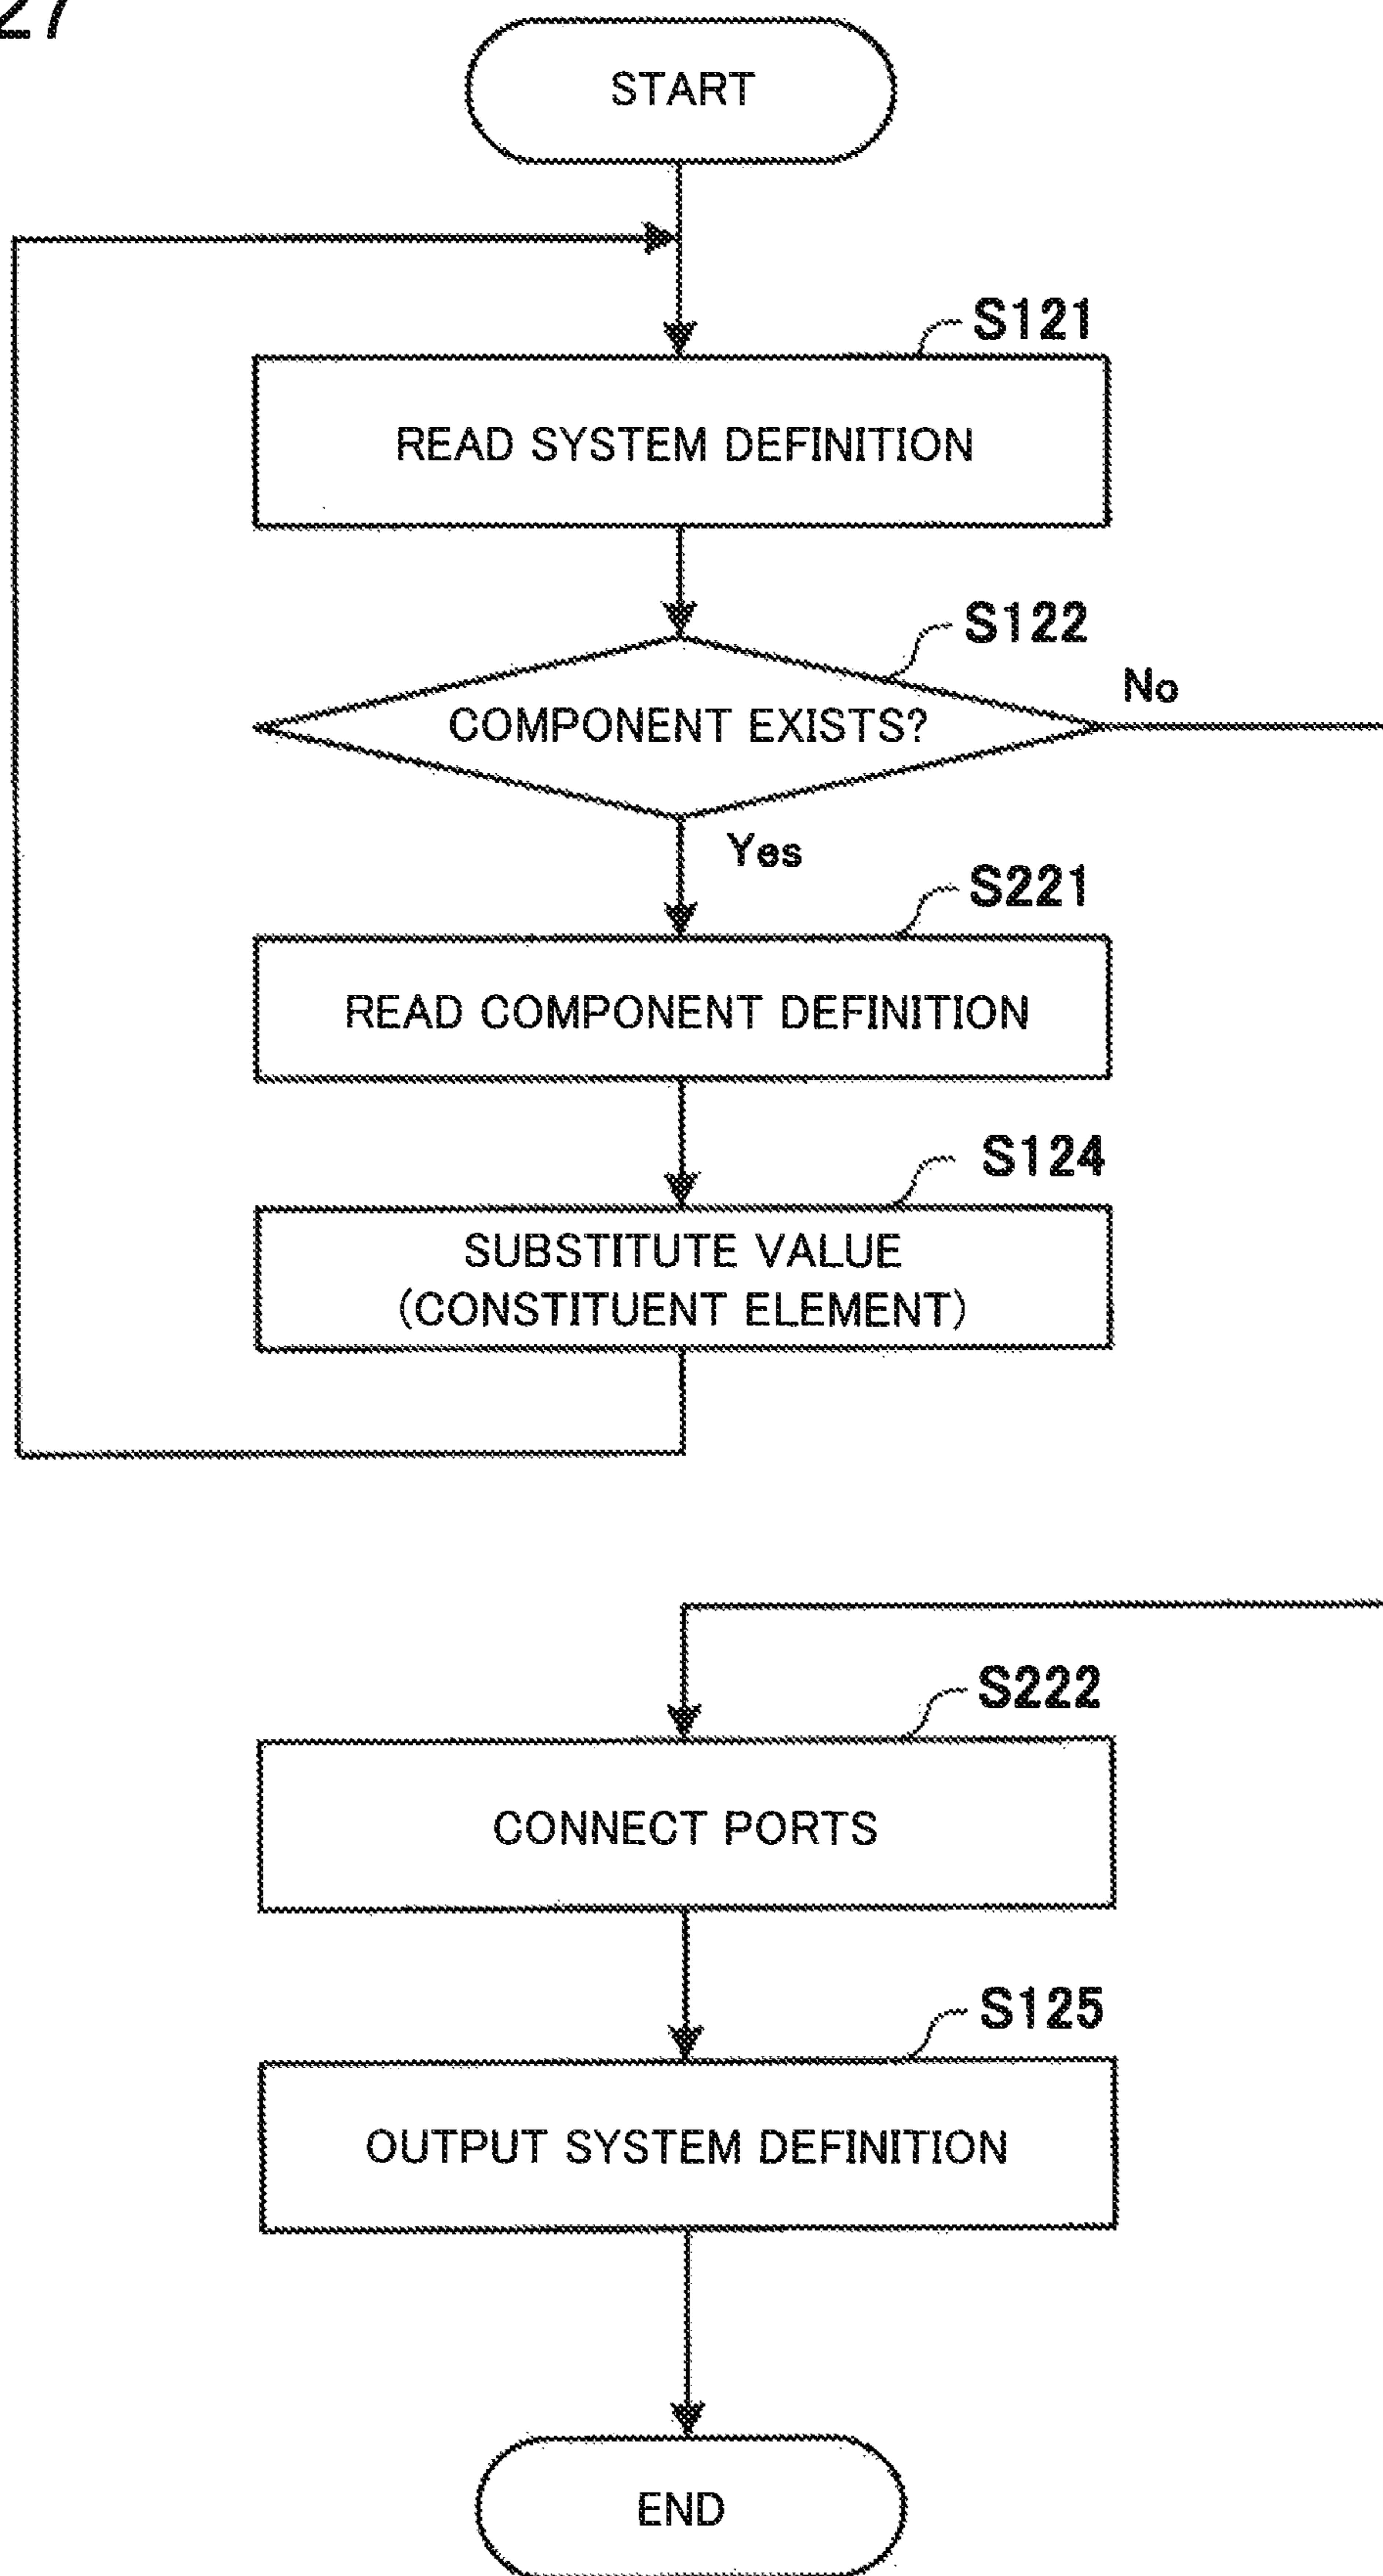 27
START
S121
READ SYSTEM DEFINITION
S122
No
COMPONENT EXISTS?
Yes
S221
READ COMPONENT DEFINITION
S124
SUBSTITUTE VALUE
(CONSTITUENT ELEMENT)
S222
CONNECT PORTS
S125
OUTPUT SYSTEM DEFINITION
END